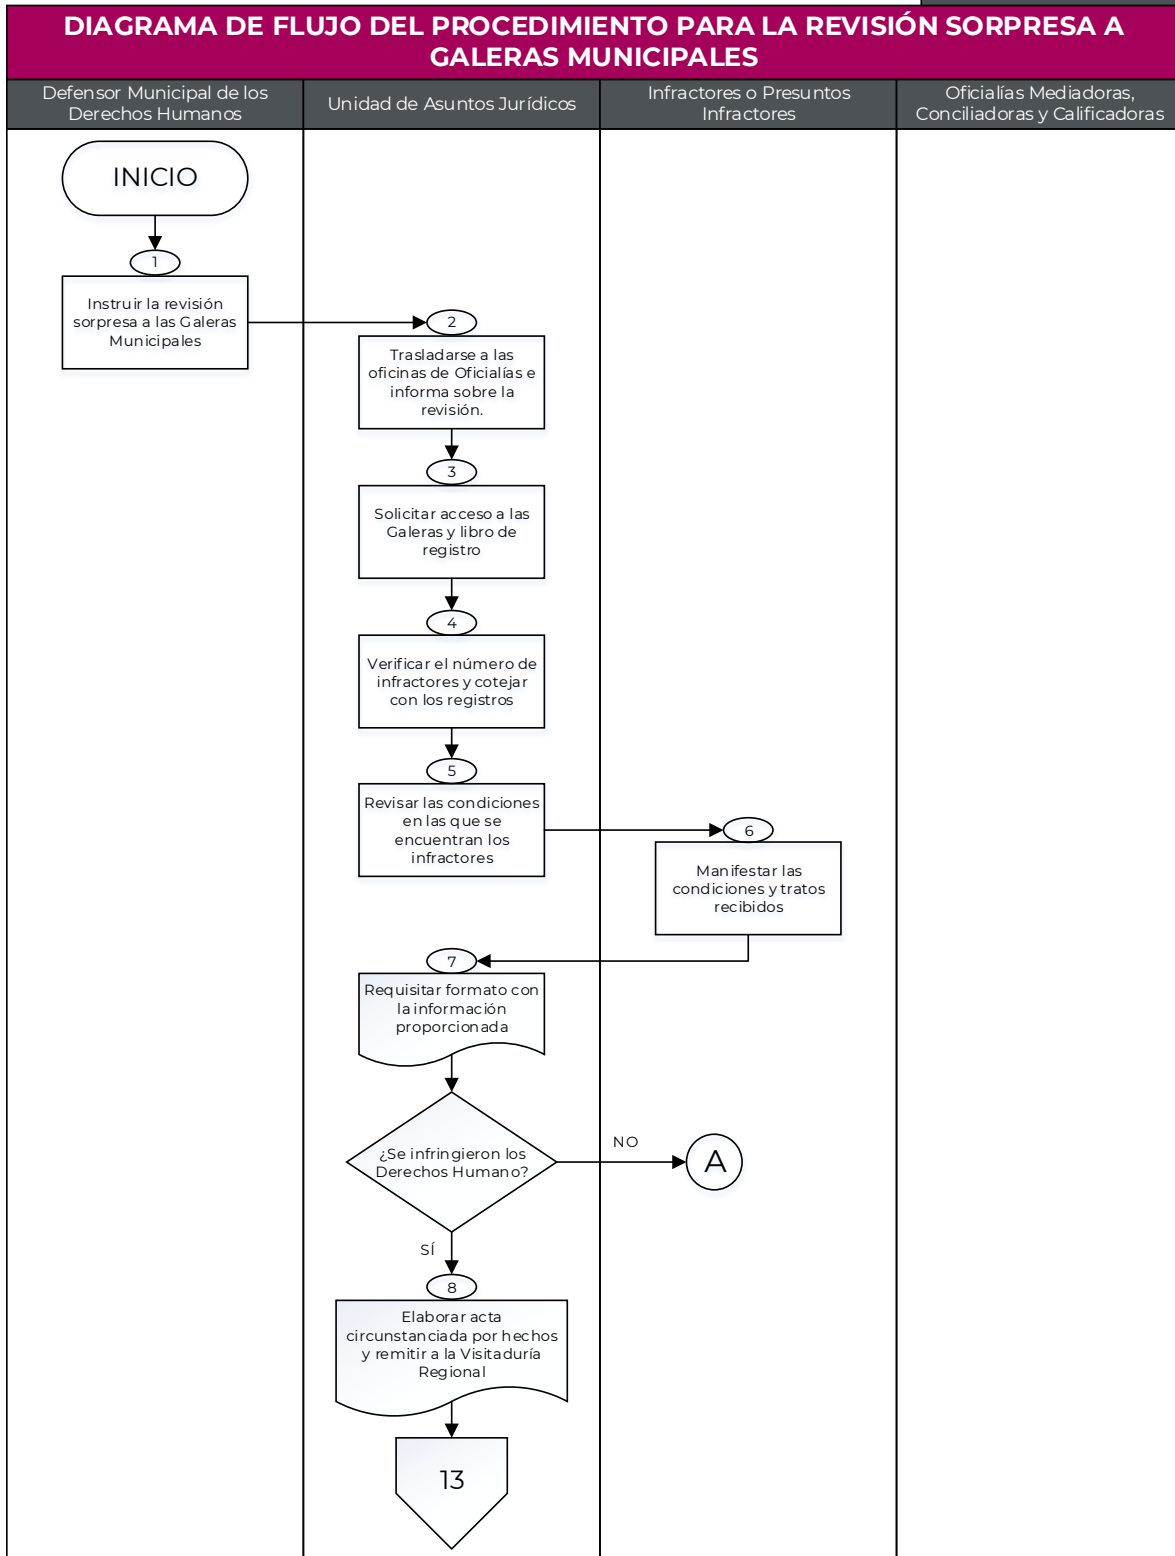 DIAGRAMA DE FLUJO DEL PROCEDIMIENTO PARA LA REVISIÓN SORPRESA A
GALERAS MUNICIPALES
Defensor Municipal de los
Derechos Humanos
Unidad de Asuntos Jurídicos
Infractores o Presuntos
Infractores
Oficialías Mediadoras,
Conciliadoras y Calificadoras
INICIO
1
Instruir la revisión
sorpresa a las Galeras
Municipales
2
Trasladarse a las
oficinas de Oficialías e
informa sobre la
revisión.
3
Solicitar acceso a las
Galeras y libro de
registro
4
Verificar el número de
infractores y cotejar
con los registros
5
Revisar las condiciones
en las que se
encuentran los
infractores
6
Manifestar las
condiciones y tratos
recibidos
7
Requisitar formato con
la información
proporcionada
¿Se infringieron los
Derechos Humano?
NO
A
SÍ
8
Elaborar acta
circunstanciada por hechos
y remitir a la Visitaduría
Regional
13